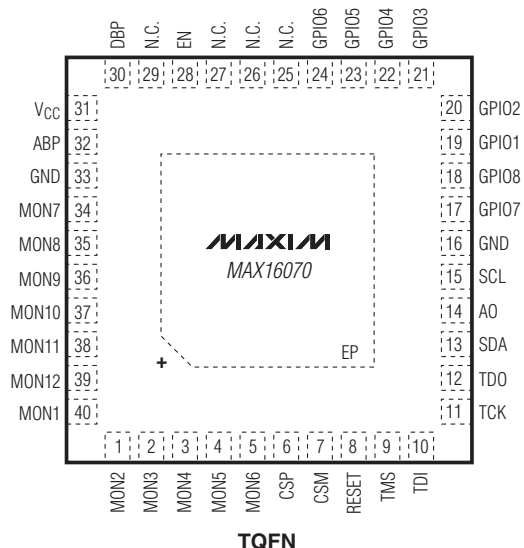 DBP N.C. EN N.C. N.C. N.C. GPIO6 GPIO5 GPIO4 GPIO3
30 29 28 27 26 25 24 23 22 21
VCC 31
ABP 32
GND 33
MON7 34
MON8 35
MON9 36
MON10 37
MON11 38
MON12 39
MON1 40
20 GPIO2
19 GPIO1
18 GPIO8
17 GPIO7
16 GND
15 SCL
14 AO
13 SDA
12 TDO
11 TCK
MAXIM
MAX16070
EP
+
1 2 3 4 5 6 7 8 9 10
MON2 MON3 MON4 MON5 MON6 CSP CSM RESET TMS TDI
TQFN